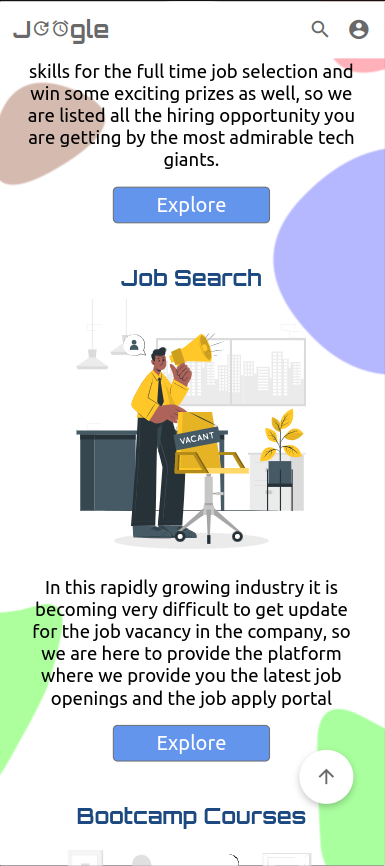 Joogle
skills for the full time job selection and
win some exciting prizes as well, so we
are listed all the hiring opportunity you
are getting by the most admirable tech
giants.
Explore
Job Search
VACANT
In this rapidly growing industry it is
becoming very difficult to get update
for the job vacancy in the company, so
we are here to provide the platform
where we provide you the latest job
openings and the job apply portal
Explore
Bootcamp Courses